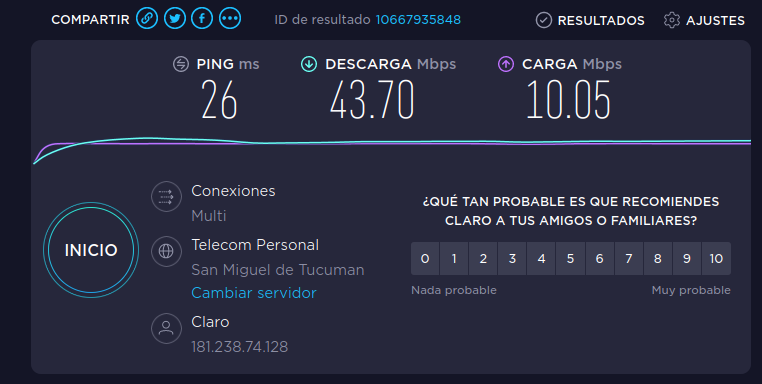 COMPARTIR ID de resultado 10667935848 RESULTADOS AJUSTES
PING ms DESCARGA Mbps CARGA Mbps
26 43.70 10.05
INICIO
Conexiones
Multi
Telecom Personal
San Miguel de Tucuman
Cambiar servidor
Claro
181.238.74.128
¿QUÉ TAN PROBABLE ES QUE RECOMIENDES
CLARO A TUS AMIGOS O FAMILIARES?
0 1 2 3 4 5 6 7 8 9 10
Nada probable Muy probable